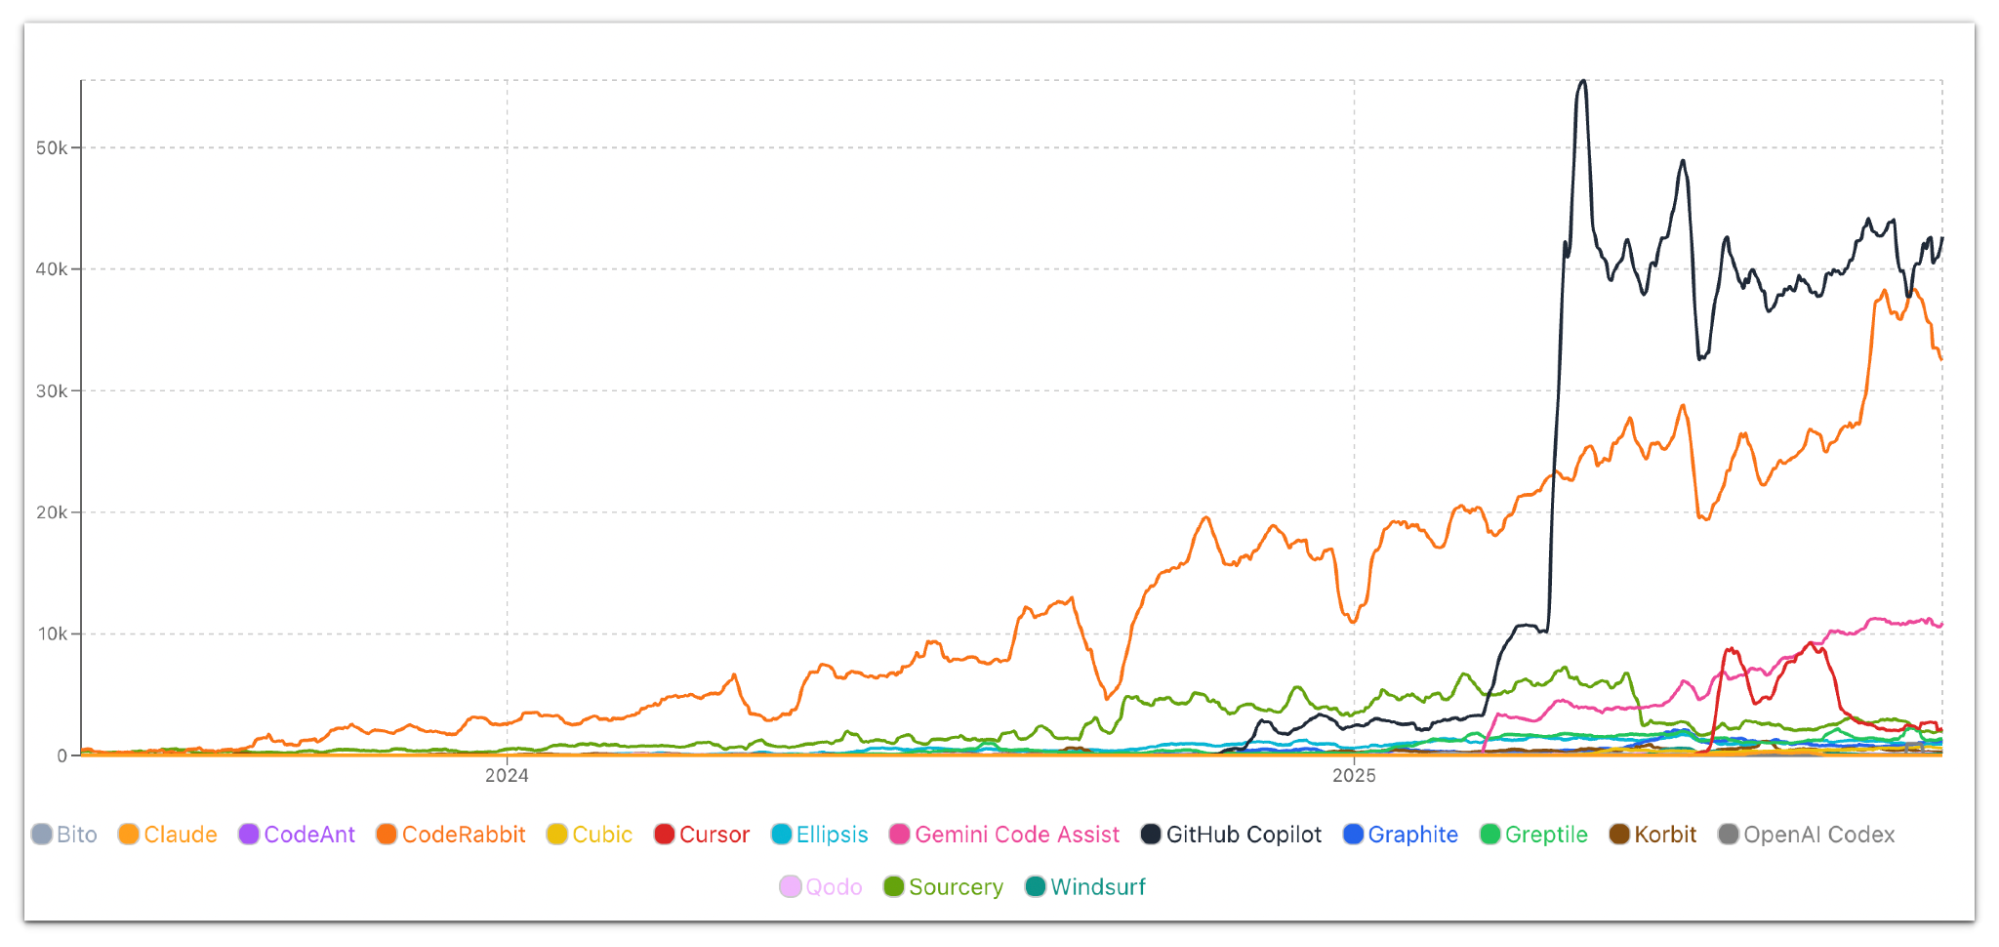 50k
40k
30k
20k
10k
0
2024 2025
Bito Claude CodeAnt CodeRabbit Cubic Cursor Ellipsis Gemini Code Assist GitHub Copilot Graphite Greptile Korbit OpenAI Codex
Qodo Sourcery Windsurf